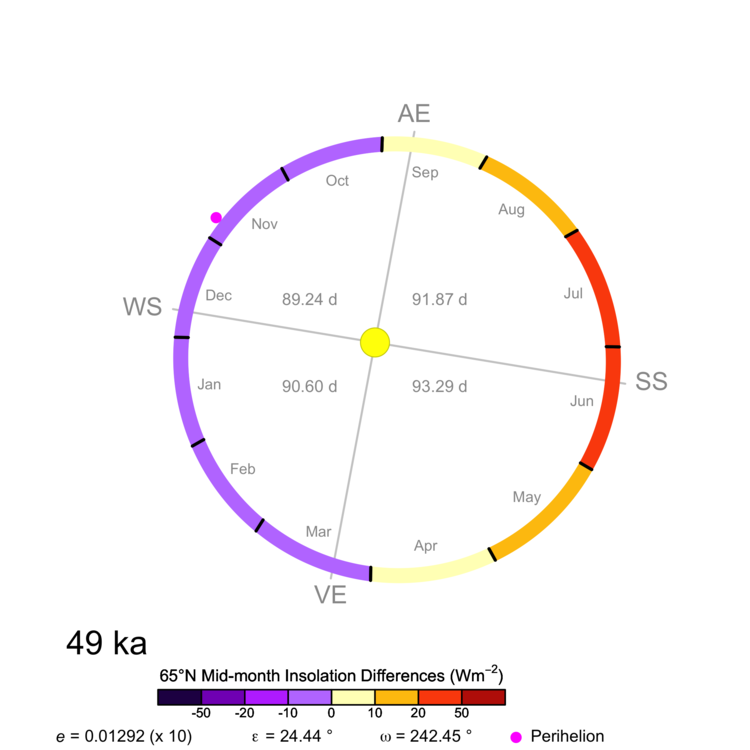 AE
Oct
Sep
Nov
Aug
Dec
89.24 d
91.87 d
Jul
WS
Jan
90.60 d
93.29 d
Jun
SS
Feb
May
Mar
Apr
VE
49 ka
65°N Mid-month Insolation Differences (Wm⁻²)
-50 -20 -10 0 10 20 50
e = 0.01292 (x 10) ε = 24.44 ° ω = 242.45 ° Perihelion